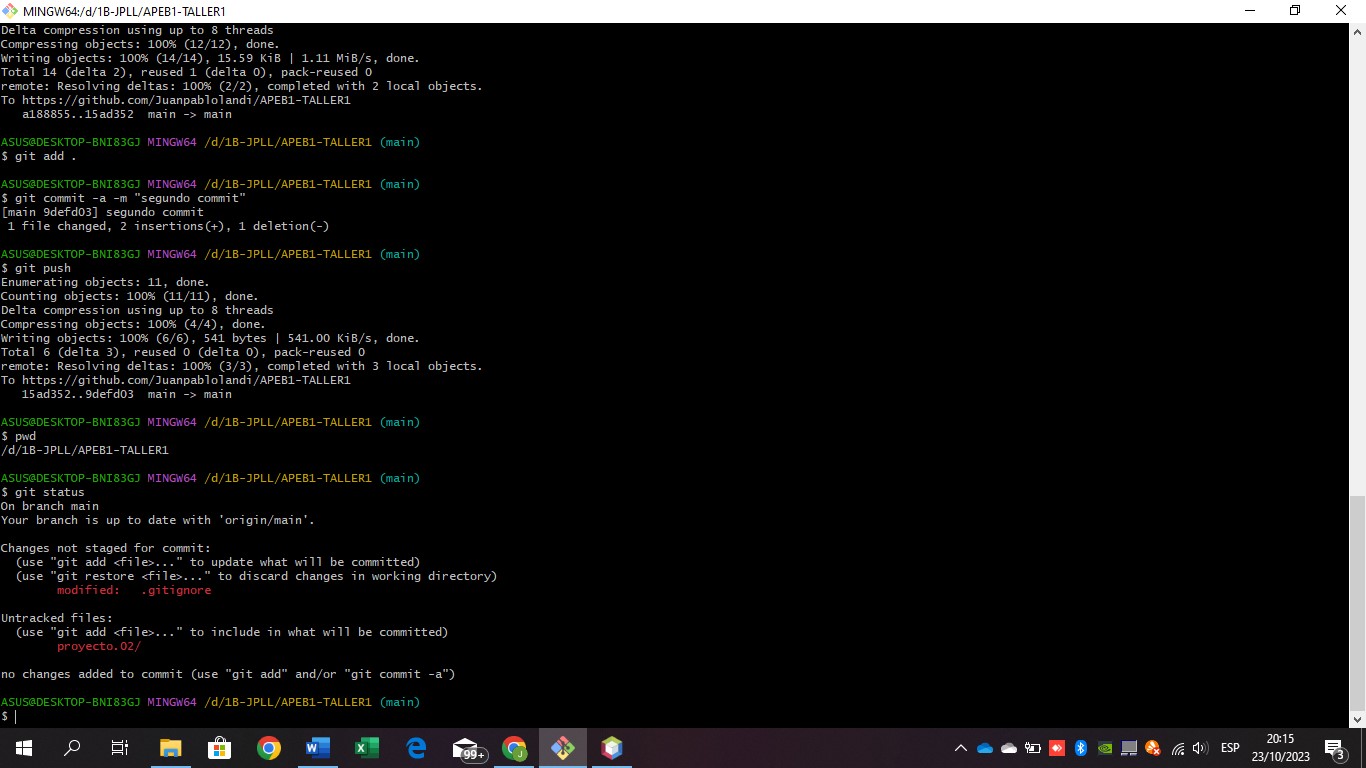 MINGW64:/d/1B-JPLL/APEB1-TALLER1
Delta compression using up to 8 threads
Compressing objects: 100% (12/12), done.
Writing objects: 100% (14/14), 15.59 KiB | 1.11 MiB/s, done.
Total 14 (delta 2), reused 1 (delta 0), pack-reused 0
remote: Resolving deltas: 100% (2/2), completed with 2 local objects.
To https://github.com/Juanpablolandi/APEB1-TALLER1
   a188855..15ad352  main -> main
ASUS@DESKTOP-BNI83GJ MINGW64 /d/1B-JPLL/APEB1-TALLER1 (main)
$ git add .
ASUS@DESKTOP-BNI83GJ MINGW64 /d/1B-JPLL/APEB1-TALLER1 (main)
$ git commit -a -m "segundo commit"
[main 9defd03] segundo commit
 1 file changed, 2 insertions(+), 1 deletion(-)
ASUS@DESKTOP-BNI83GJ MINGW64 /d/1B-JPLL/APEB1-TALLER1 (main)
$ git push
Enumerating objects: 11, done.
Counting objects: 100% (11/11), done.
Delta compression using up to 8 threads
Compressing objects: 100% (4/4), done.
Writing objects: 100% (6/6), 541 bytes | 541.00 KiB/s, done.
Total 6 (delta 3), reused 0 (delta 0), pack-reused 0
remote: Resolving deltas: 100% (3/3), completed with 3 local objects.
To https://github.com/Juanpablolandi/APEB1-TALLER1
   15ad352..9defd03  main -> main
ASUS@DESKTOP-BNI83GJ MINGW64 /d/1B-JPLL/APEB1-TALLER1 (main)
$ pwd
/d/1B-JPLL/APEB1-TALLER1
ASUS@DESKTOP-BNI83GJ MINGW64 /d/1B-JPLL/APEB1-TALLER1 (main)
$ git status
On branch main
Your branch is up to date with 'origin/main'.
Changes not staged for commit:
  (use "git add <file>..." to update what will be committed)
  (use "git restore <file>..." to discard changes in working directory)
        modified:   .gitignore
Untracked files:
  (use "git add <file>..." to include in what will be committed)
        proyecto.02/
no changes added to commit (use "git add" and/or "git commit -a")
ASUS@DESKTOP-BNI83GJ MINGW64 /d/1B-JPLL/APEB1-TALLER1 (main)
$
99+
ESP
20:15
23/10/2023
3